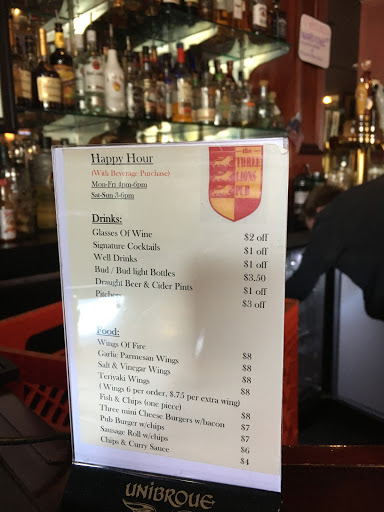 Happy Hour
(With Beverage Purchase)
Mon-Fri 4pm-6pm
Sat-Sun 3-6pm
the
THREE
LIONS
PUB
Drinks:
Glasses Of Wine $2 off
Signature Cocktails $1 off
Well Drinks $1 off
Bud / Bud light Bottles $3.50
Draught Beer & Cider Pints $1 off
Pitchers $3 off
Food:
Wings Of Fire $8
Garlic Parmesan Wings $8
Salt & Vinegar Wings $8
Teriyaki Wings $8
( Wings 6 per order, $.75 per extra wing)
Fish & Chips (one piece) $8
Three mini Cheese Burgers w/bacon $7
Pub Burger w/chips $7
Sausage Roll w/chips $6
Chips & Curry Sauce $4
UNIBROUE